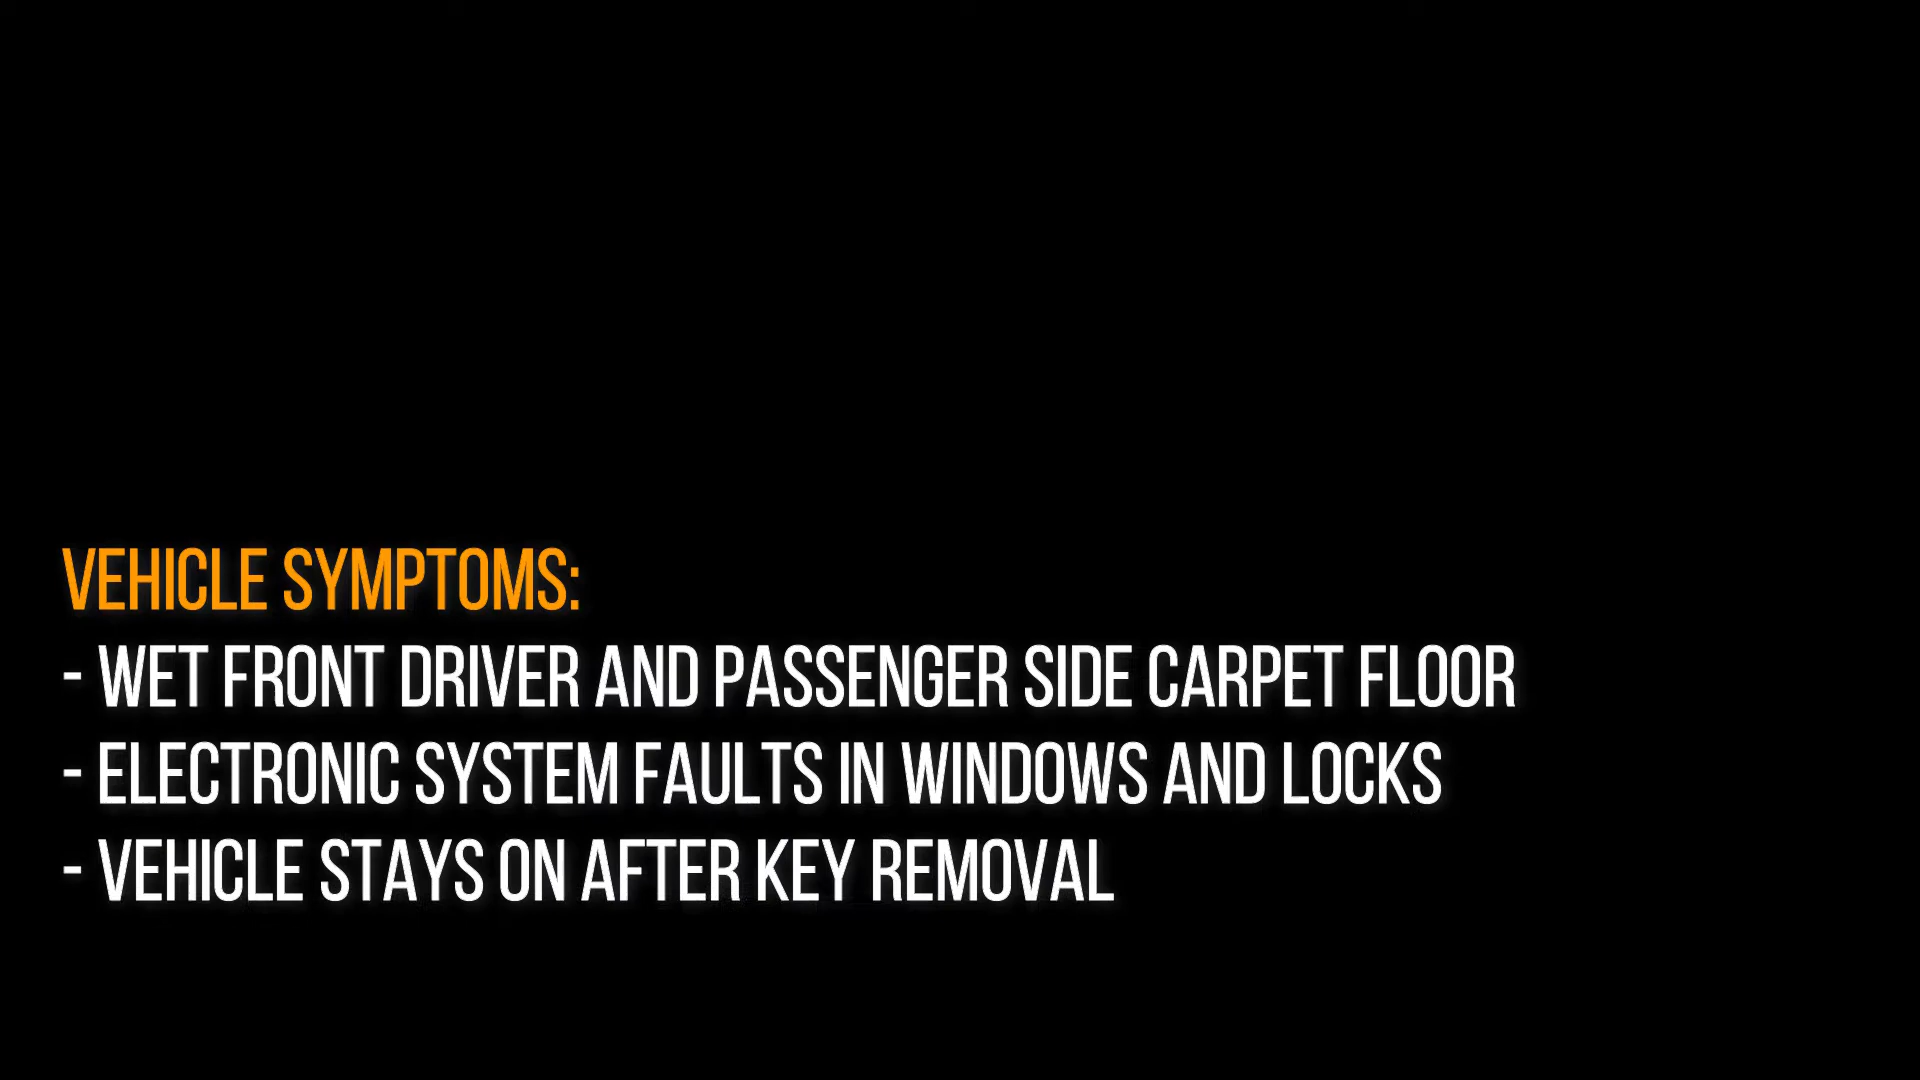 VEHICLE SYMPTOMS:
- WET FRONT DRIVER AND PASSENGER SIDE CARPET FLOOR
- ELECTRONIC SYSTEM FAULTS IN WINDOWS AND LOCKS
- VEHICLE STAYS ON AFTER KEY REMOVAL